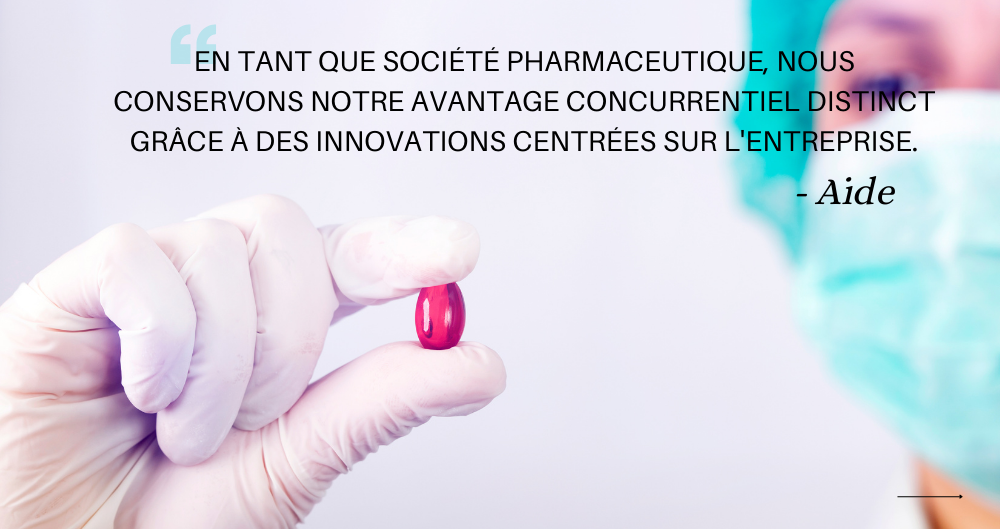 “
EN TANT QUE SOCIÉTÉ PHARMACEUTIQUE, NOUS
CONSERVONS NOTRE AVANTAGE CONCURRENTIEL DISTINCT
GRÂCE À DES INNOVATIONS CENTRÉES SUR L'ENTREPRISE.
- Aide